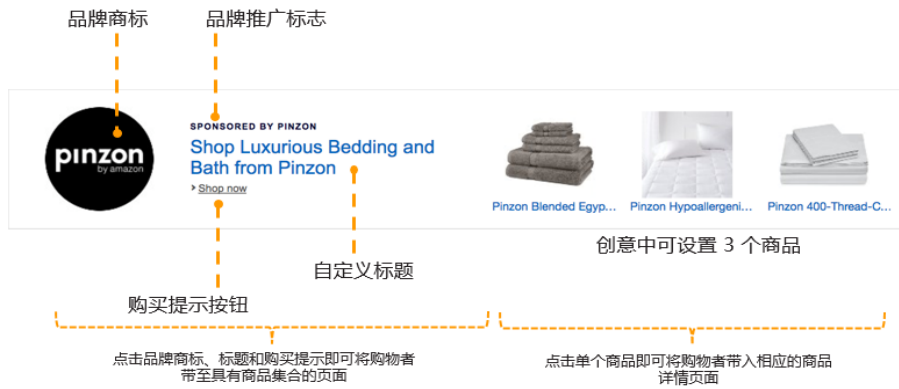 品牌商标
品牌推广标志
pinzon
by amazon
SPONSORED BY PINZON
Shop Luxurious Bedding and
Bath from Pinzon
› Shop now
Pinzon Blended Egyp...
Pinzon Hypoallergeni...
Pinzon 400-Thread-C...
创意中可设置 3 个商品
自定义标题
购买提示按钮
点击品牌商标、标题和购买提示即可将购物者
带至具有商品集合的页面
点击单个商品即可将购物者带入相应的商品
详情页面